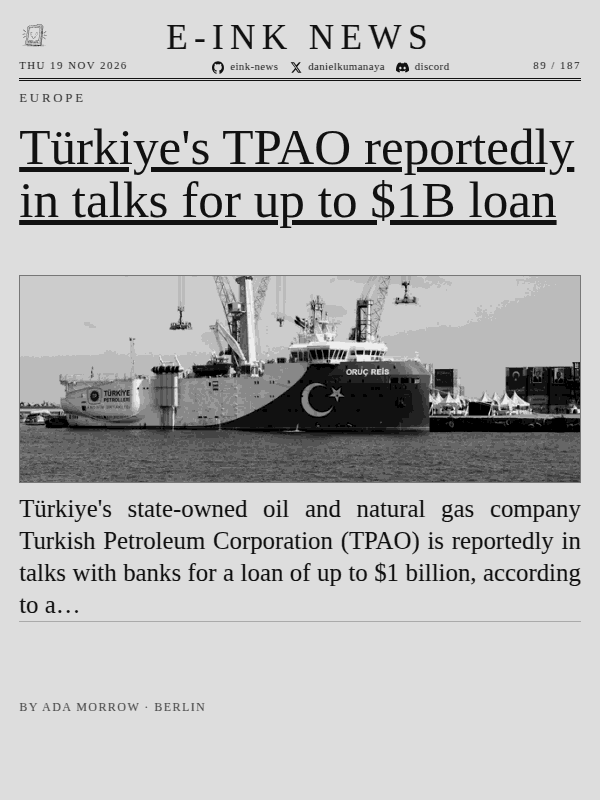 E-INK NEWS
THU 19 NOV 2026
eink-news
danielkumanaya
discord
89 / 187
EUROPE
Türkiye's TPAO reportedly
in talks for up to $1B loan
ORUÇ REİS
TÜRKİYE
PETROLLERİ
Türkiye's state-owned oil and natural gas company
Turkish Petroleum Corporation (TPAO) is reportedly in
talks with banks for a loan of up to $1 billion, according
to a…
BY ADA MORROW · BERLIN